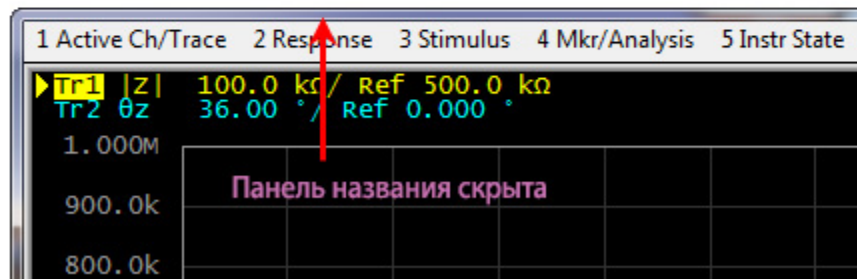 1 Active Ch/Trace 2 Response 3 Stimulus 4 Mkr/Analysis 5 Instr State
Tr1 |Z| 100.0 kΩ/ Ref 500.0 kΩ
Tr2 θz 36.00 °/ Ref 0.000 °
1.000M
Панель названия скрыта
900.0k
800.0k